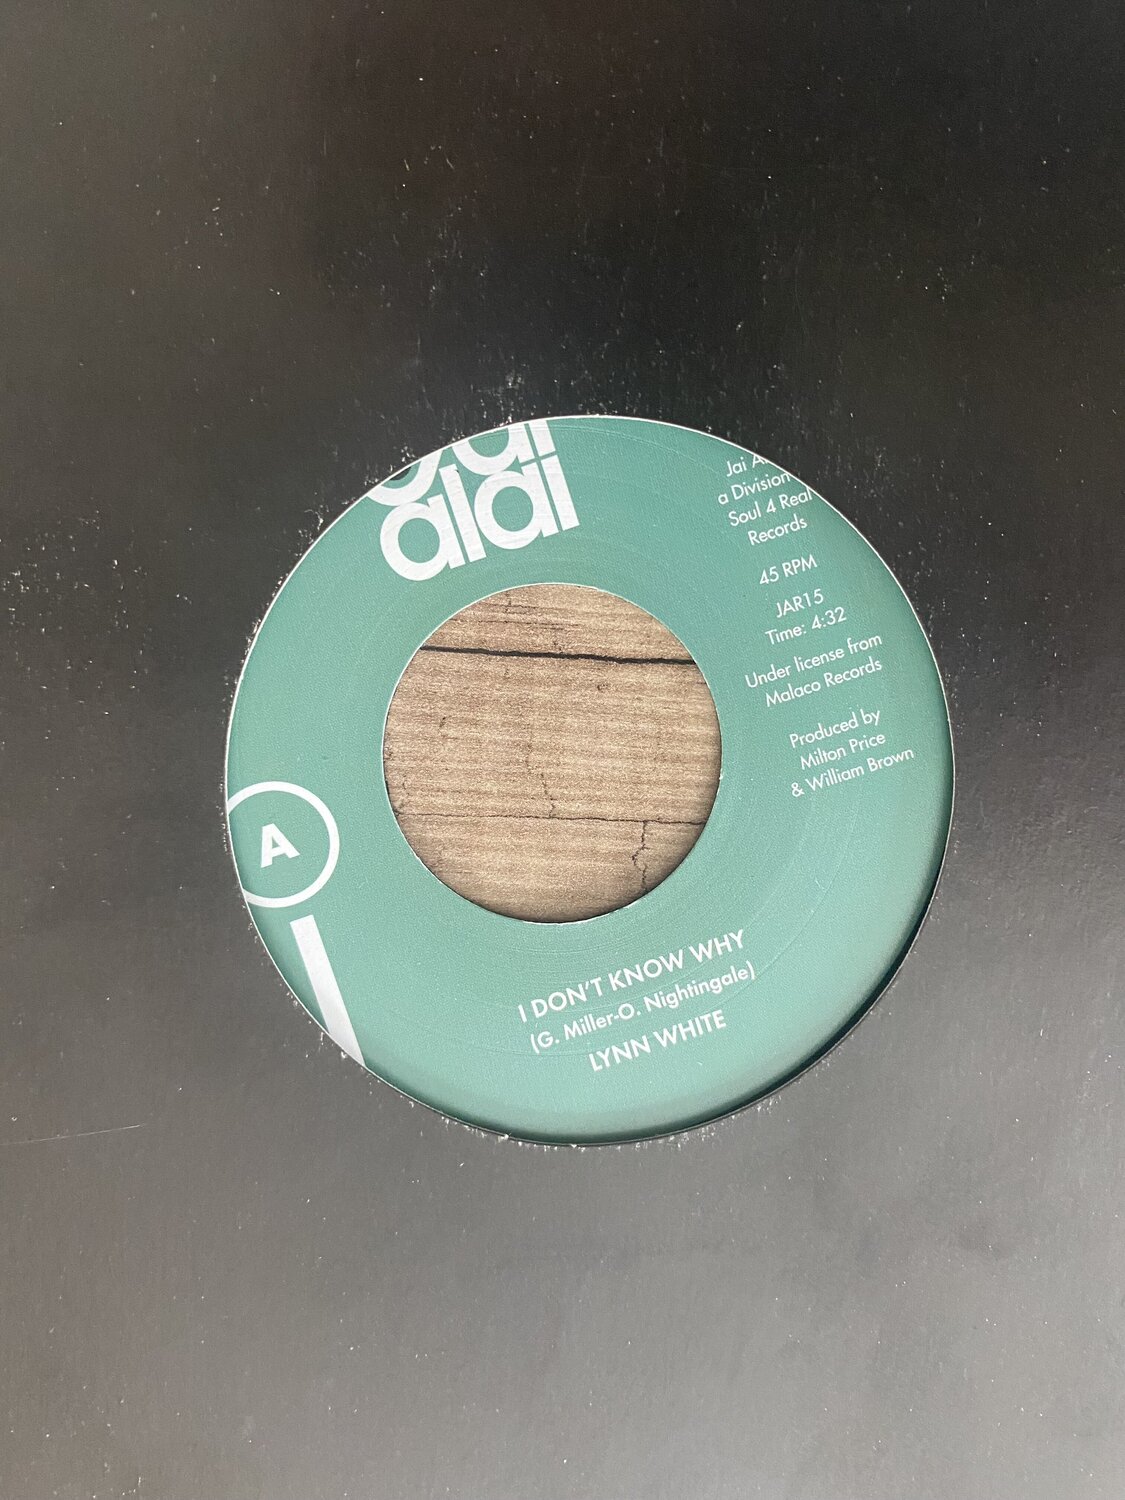 alai
Jai
a Division
Soul 4 Real
Records
45 RPM
JAR15
Time: 4:32
Under license from
Malaco Records
Produced by
Milton Price
& William Brown
A
I DON'T KNOW WHY
(G. Miller-O. Nightingale)
LYNN WHITE